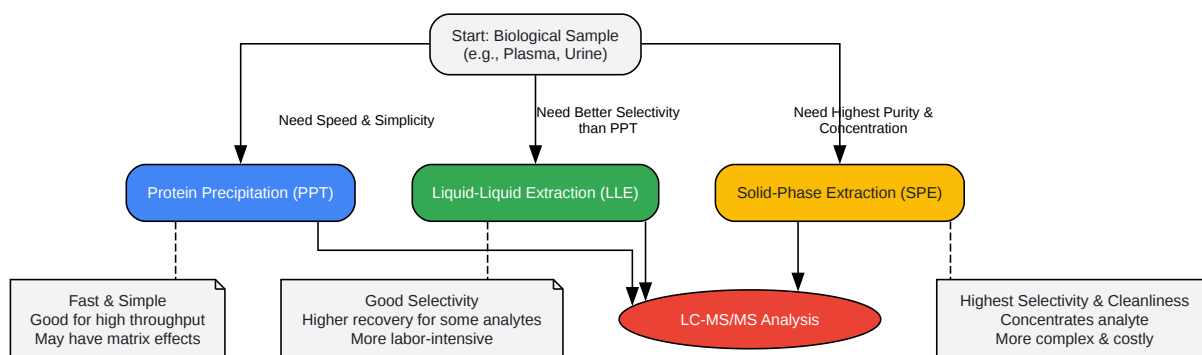 Start: Biological Sample
(e.g., Plasma, Urine)
Need Speed & Simplicity
Need Better Selectivity
than PPT
Need Highest Purity &
Concentration
Protein Precipitation (PPT)
Liquid-Liquid Extraction (LLE)
Solid-Phase Extraction (SPE)
Fast & Simple
Good for high throughput
May have matrix effects
Good Selectivity
Higher recovery for some analytes
More labor-intensive
LC-MS/MS Analysis
Highest Selectivity & Cleanliness
Concentrates analyte
More complex & costly